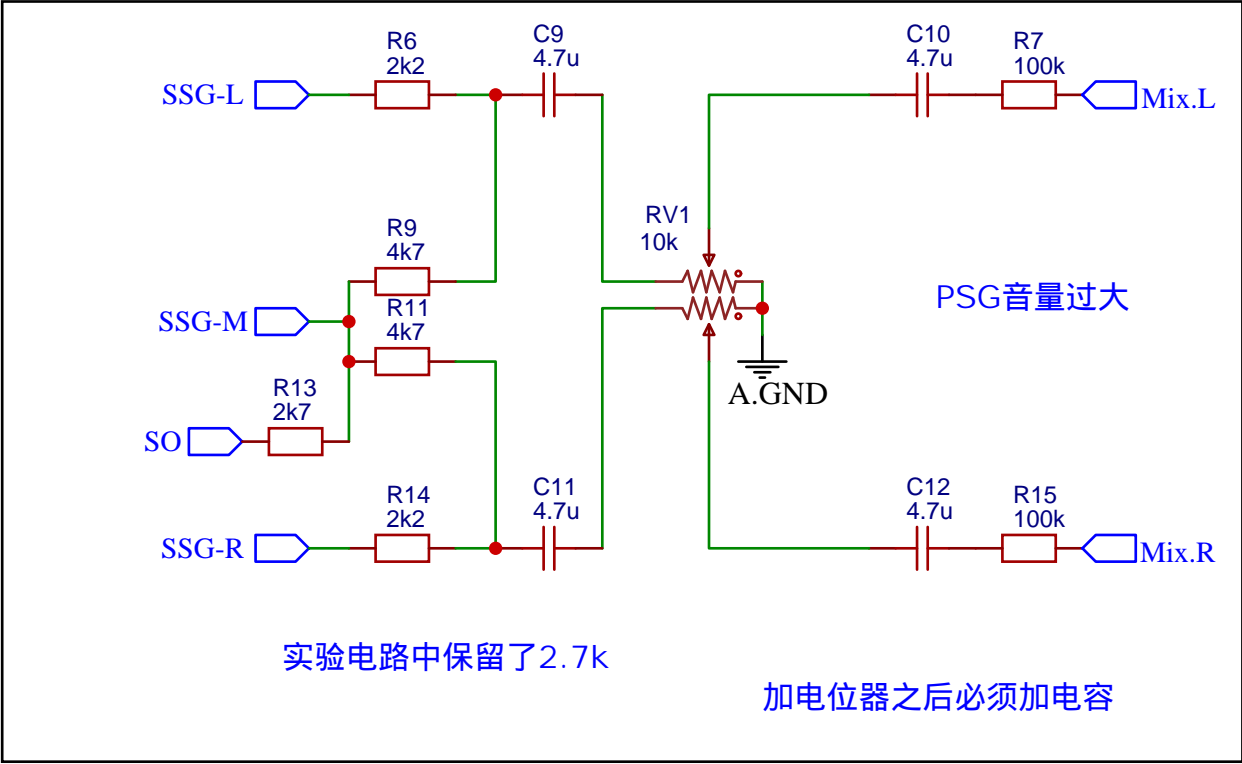 C9
4.7u
C10
4.7u
R6
2k2
R7
100k
SSG-L
Mix.L
RV1
10k
R9
4k7
PSG音量过大
R11
4k7
SSG-M
A.GND
R13
2k7
SO
R14
2k2
C11
4.7u
C12
4.7u
R15
100k
SSG-R
Mix.R
实验电路中保留了2.7k
加电位器之后必须加电容